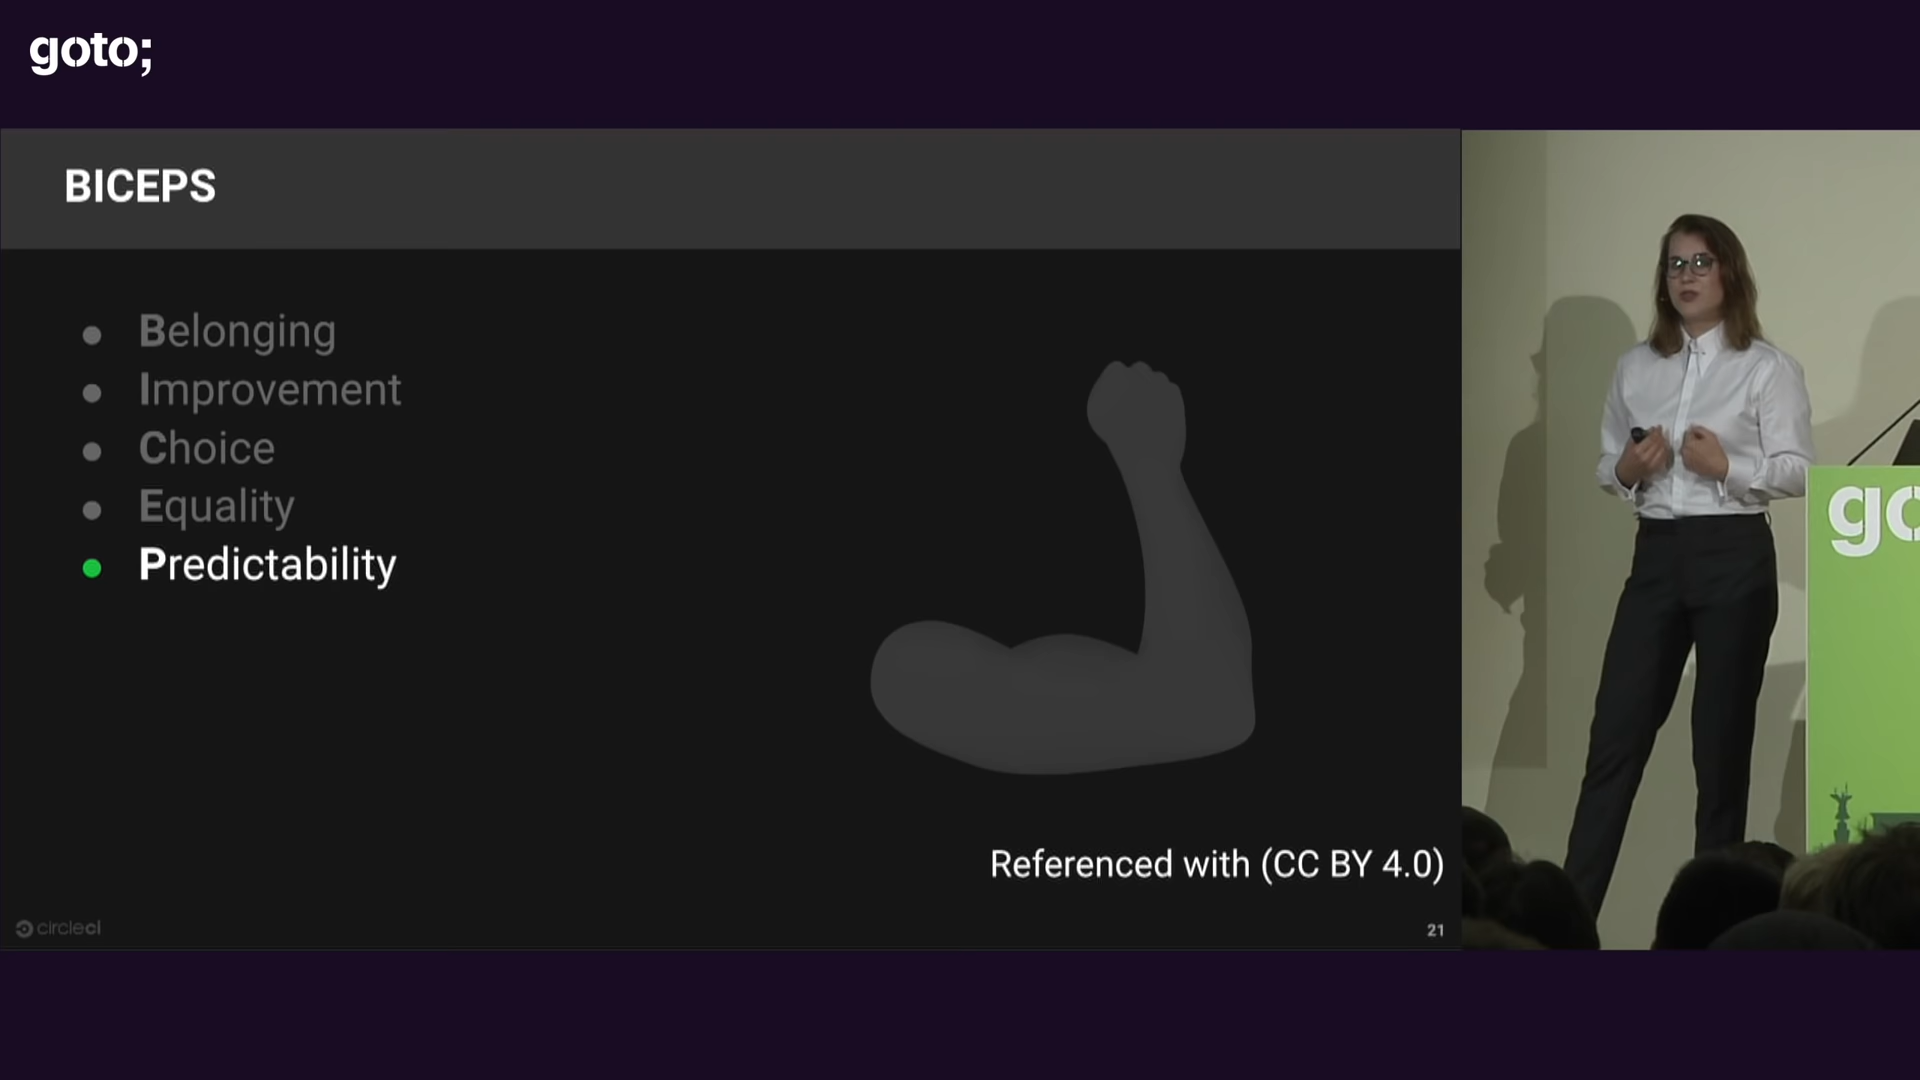 goto;
BICEPS
Belonging
Improvement
Choice
Equality
Predictability
Referenced with (CC BY 4.0)
circleci
21
go